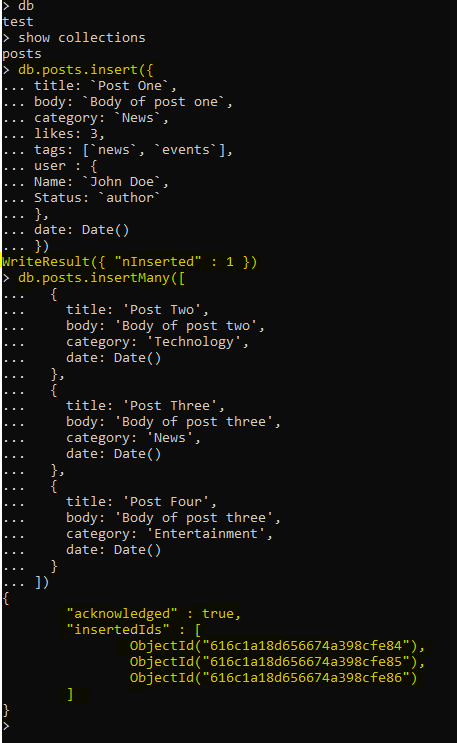 > db
test
> show collections
posts
> db.posts.insert({
... title: `Post One`,
... body: `Body of post one`,
... category: `News`,
... likes: 3,
... tags: [`news`, `events`],
... user : {
... Name: `John Doe`,
... Status: `author`
... },
... date: Date()
... })
WriteResult({ "nInserted" : 1 })
> db.posts.insertMany([
...   {
...     title: 'Post Two',
...     body: 'Body of post two',
...     category: 'Technology',
...     date: Date()
...   },
...   {
...     title: 'Post Three',
...     body: 'Body of post three',
...     category: 'News',
...     date: Date()
...   },
...   {
...     title: 'Post Four',
...     body: 'Body of post three',
...     category: 'Entertainment',
...     date: Date()
...   }
... ])
{
        "acknowledged" : true,
        "insertedIds" : [
                ObjectId("616c1a18d656674a398cfe84"),
                ObjectId("616c1a18d656674a398cfe85"),
                ObjectId("616c1a18d656674a398cfe86")
        ]
}
>